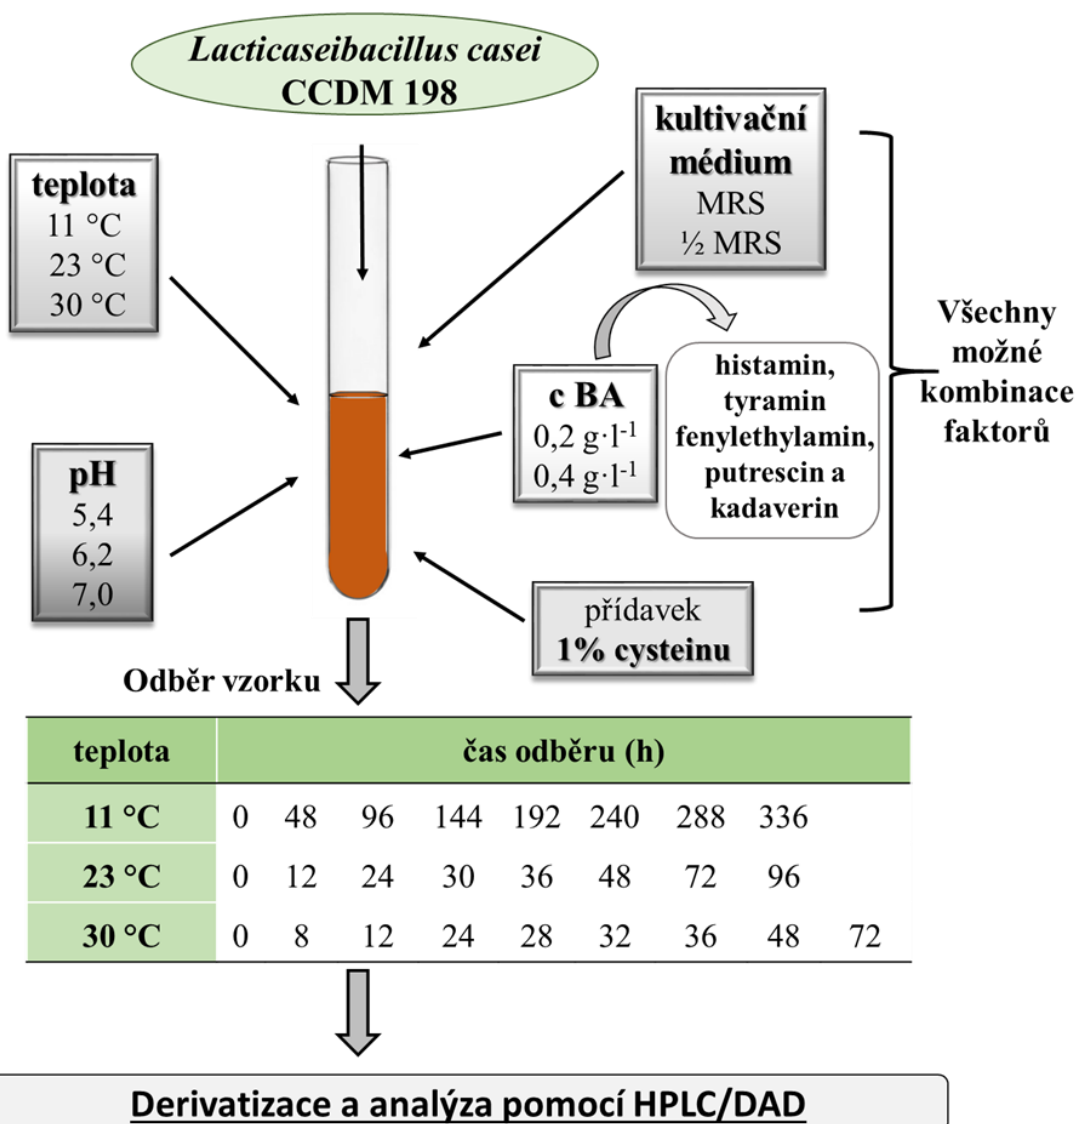 Lacticaseibacillus casei
CCDM 198
teplota
11 °C
23 °C
30 °C
kultivační
médium
MRS
½ MRS
pH
5,4
6,2
7,0
c BA
0,2 g·l⁻¹
0,4 g·l⁻¹
histamin,
tyramin
fenylethylamin,
putrescin a
kadaverin
přídavek
1% cysteinu
Všechny
možné
kombinace
faktorů
Odběr vzorku
teplota čas odběru (h)
11 °C 0 48 96 144 192 240 288 336
23 °C 0 12 24 30 36 48 72 96
30 °C 0 8 12 24 28 32 36 48 72
Derivatizace a analýza pomocí HPLC/DAD